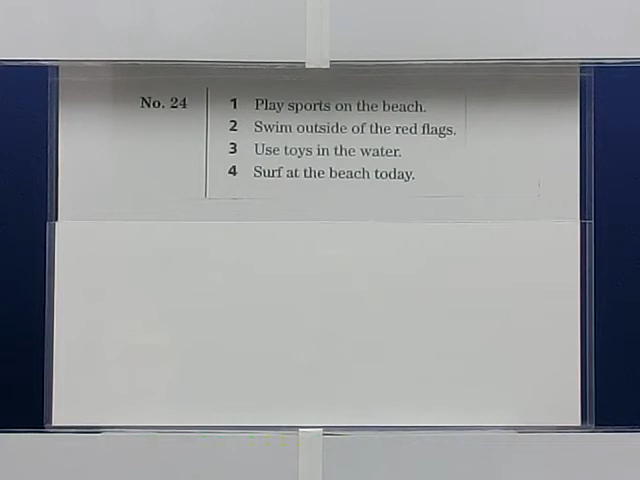 No. 24 1 Play sports on the beach.
2 Swim outside of the red flags.
3 Use toys in the water.
4 Surf at the beach today.